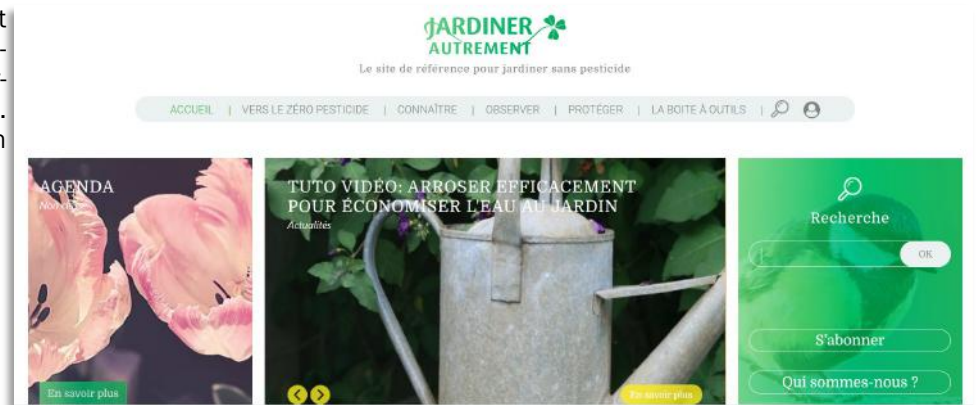 JARDINER
AUTREMENT
Le site de référence pour jardiner sans pesticide
ACCUEIL | VERS LE ZÉRO PESTICIDE | CONNAÎTRE | OBSERVER | PROTÉGER | LA BOITE À OUTILS |
AGENDA
En savoir plus
TUTO VIDÉO: ARROSER EFFICACEMENT
POUR ÉCONOMISER L'EAU AU JARDIN
Actualités
En savoir plus
Recherche
OK
S'abonner
Qui sommes-nous ?